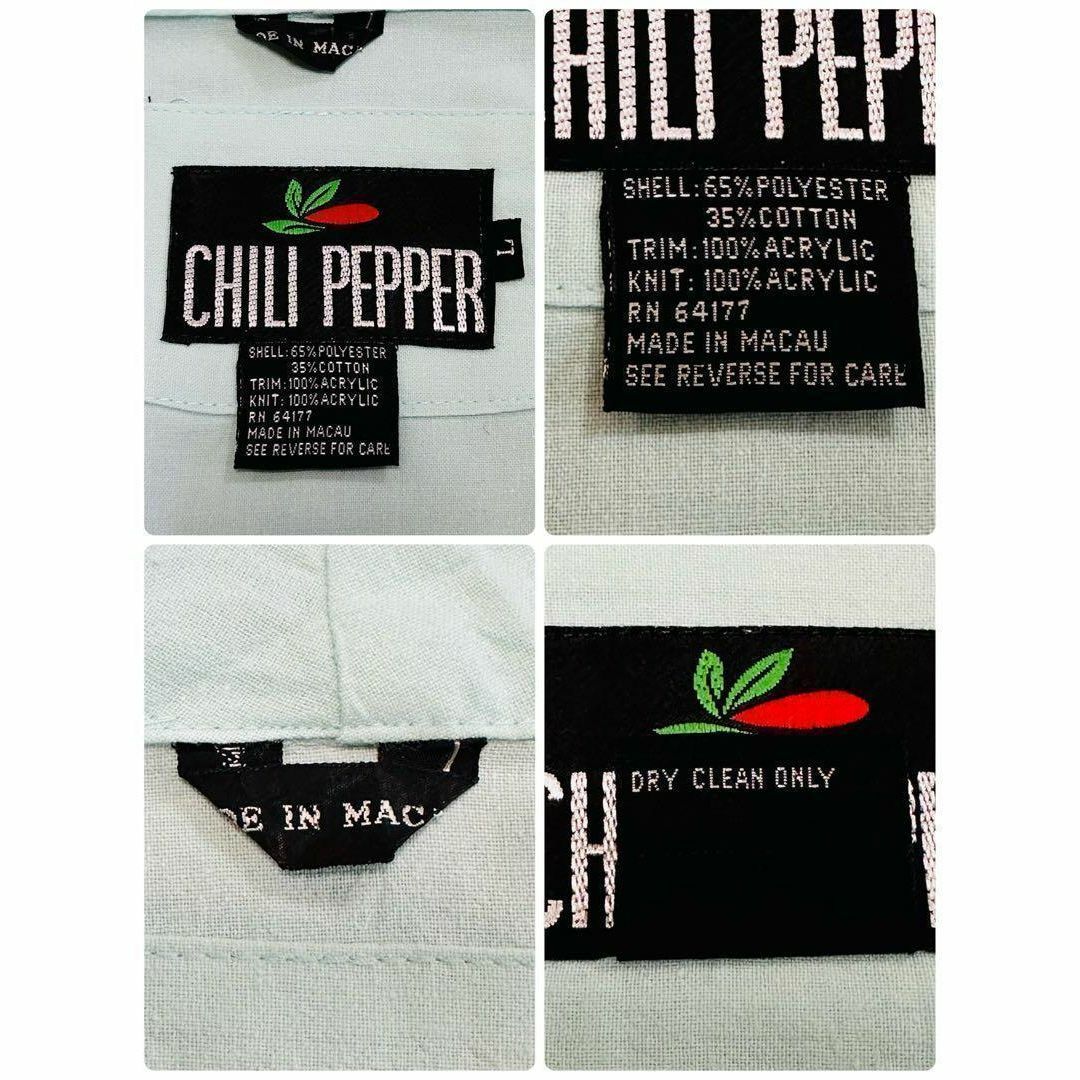 DE IN MAC
CHILI PEPPER
L
SHELL: 65% POLYESTER
35% COTTON
TRIM: 100% ACRYLIC
KNIT: 100% ACRYLIC
RN 64177
MADE IN MACAU
SEE REVERSE FOR CARE
HILI PEP
SHELL: 65% POLYESTER
35% COTTON
TRIM: 100% ACRYLIC
KNIT: 100% ACRYLIC
RN 64177
MADE IN MACAU
SEE REVERSE FOR CARE
DE IN MAC
DRY CLEAN ONLY
CH